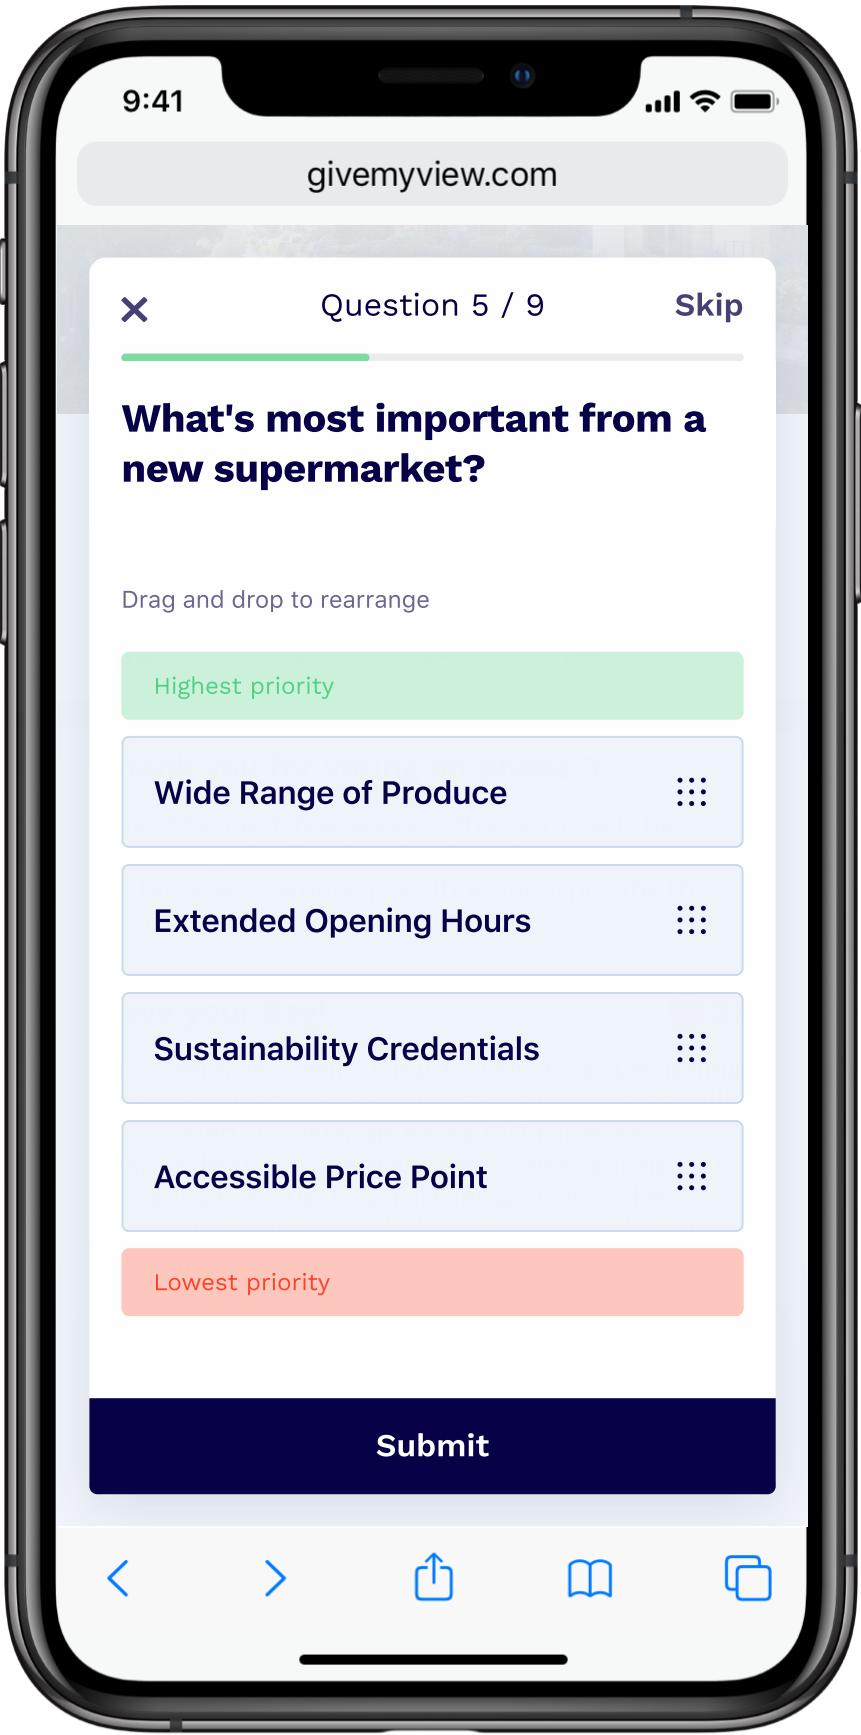 9:41
givemyview.com
Question 5 / 9
Skip
What's most important from a
new supermarket?
Drag and drop to rearrange
Highest priority
Wide Range of Produce
Extended Opening Hours
Sustainability Credentials
Accessible Price Point
Lowest priority
Submit